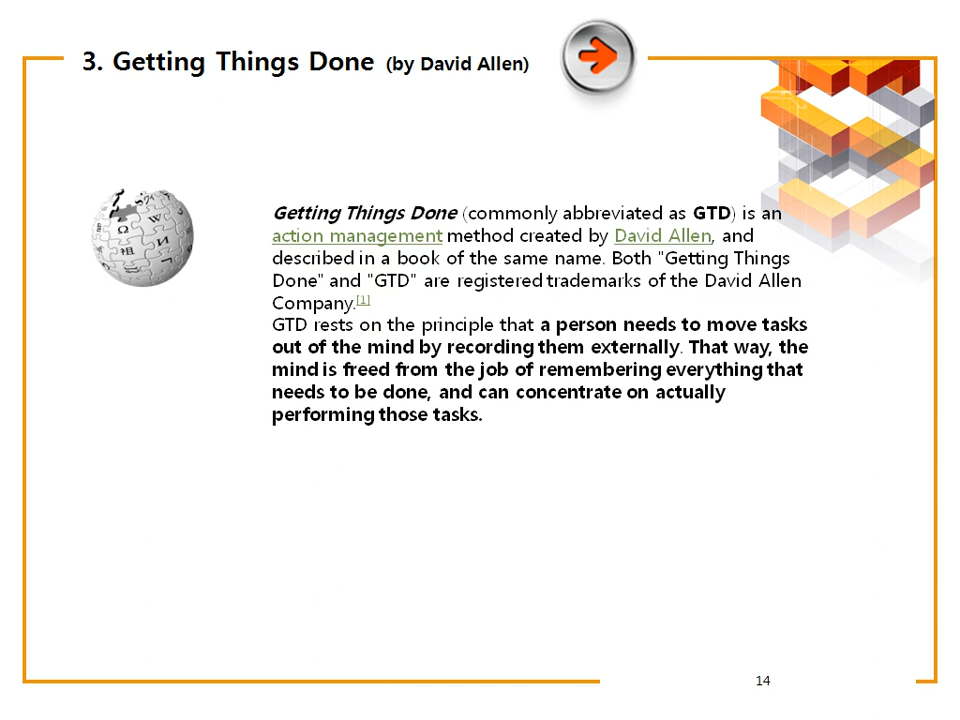 3. Getting Things Done (by David Allen)
Getting Things Done (commonly abbreviated as GTD) is an
action management method created by David Allen, and
described in a book of the same name. Both "Getting Things
Done" and "GTD" are registered trademarks of the David Allen
Company.[1]
GTD rests on the principle that a person needs to move tasks
out of the mind by recording them externally. That way, the
mind is freed from the job of remembering everything that
needs to be done, and can concentrate on actually
performing those tasks.
Ω
W
И
祖
14